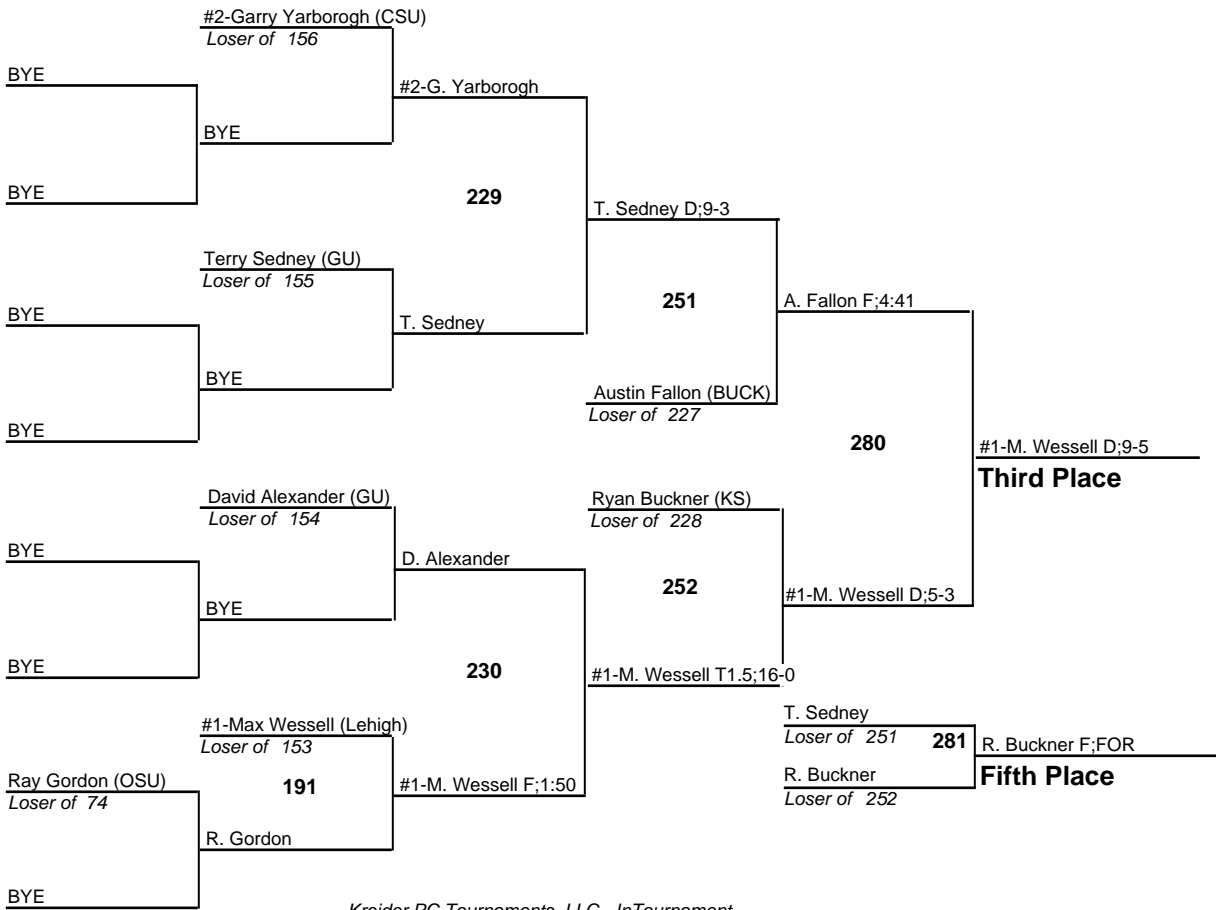 #2-Garry Yarborogh (CSU)
Loser of 156
BYE
#2-G. Yarborogh
BYE
BYE
229
T. Sedney D;9-3
Terry Sedney (GU)
Loser of 155
251
A. Fallon F;4:41
BYE
T. Sedney
BYE
Austin Fallon (BUCK)
Loser of 227
BYE
280
#1-M. Wessell D;9-5
Third Place
David Alexander (GU)
Loser of 154
Ryan Buckner (KS)
Loser of 228
BYE
D. Alexander
252
#1-M. Wessell D;5-3
BYE
BYE
230
#1-M. Wessell T1.5;16-0
#1-Max Wessell (Lehigh)
Loser of 153
T. Sedney
Loser of 251
281
R. Buckner F;FOR
Fifth Place
Ray Gordon (OSU)
Loser of 74
191
#1-M. Wessell F;1:50
R. Buckner
Loser of 252
R. Gordon
BYE